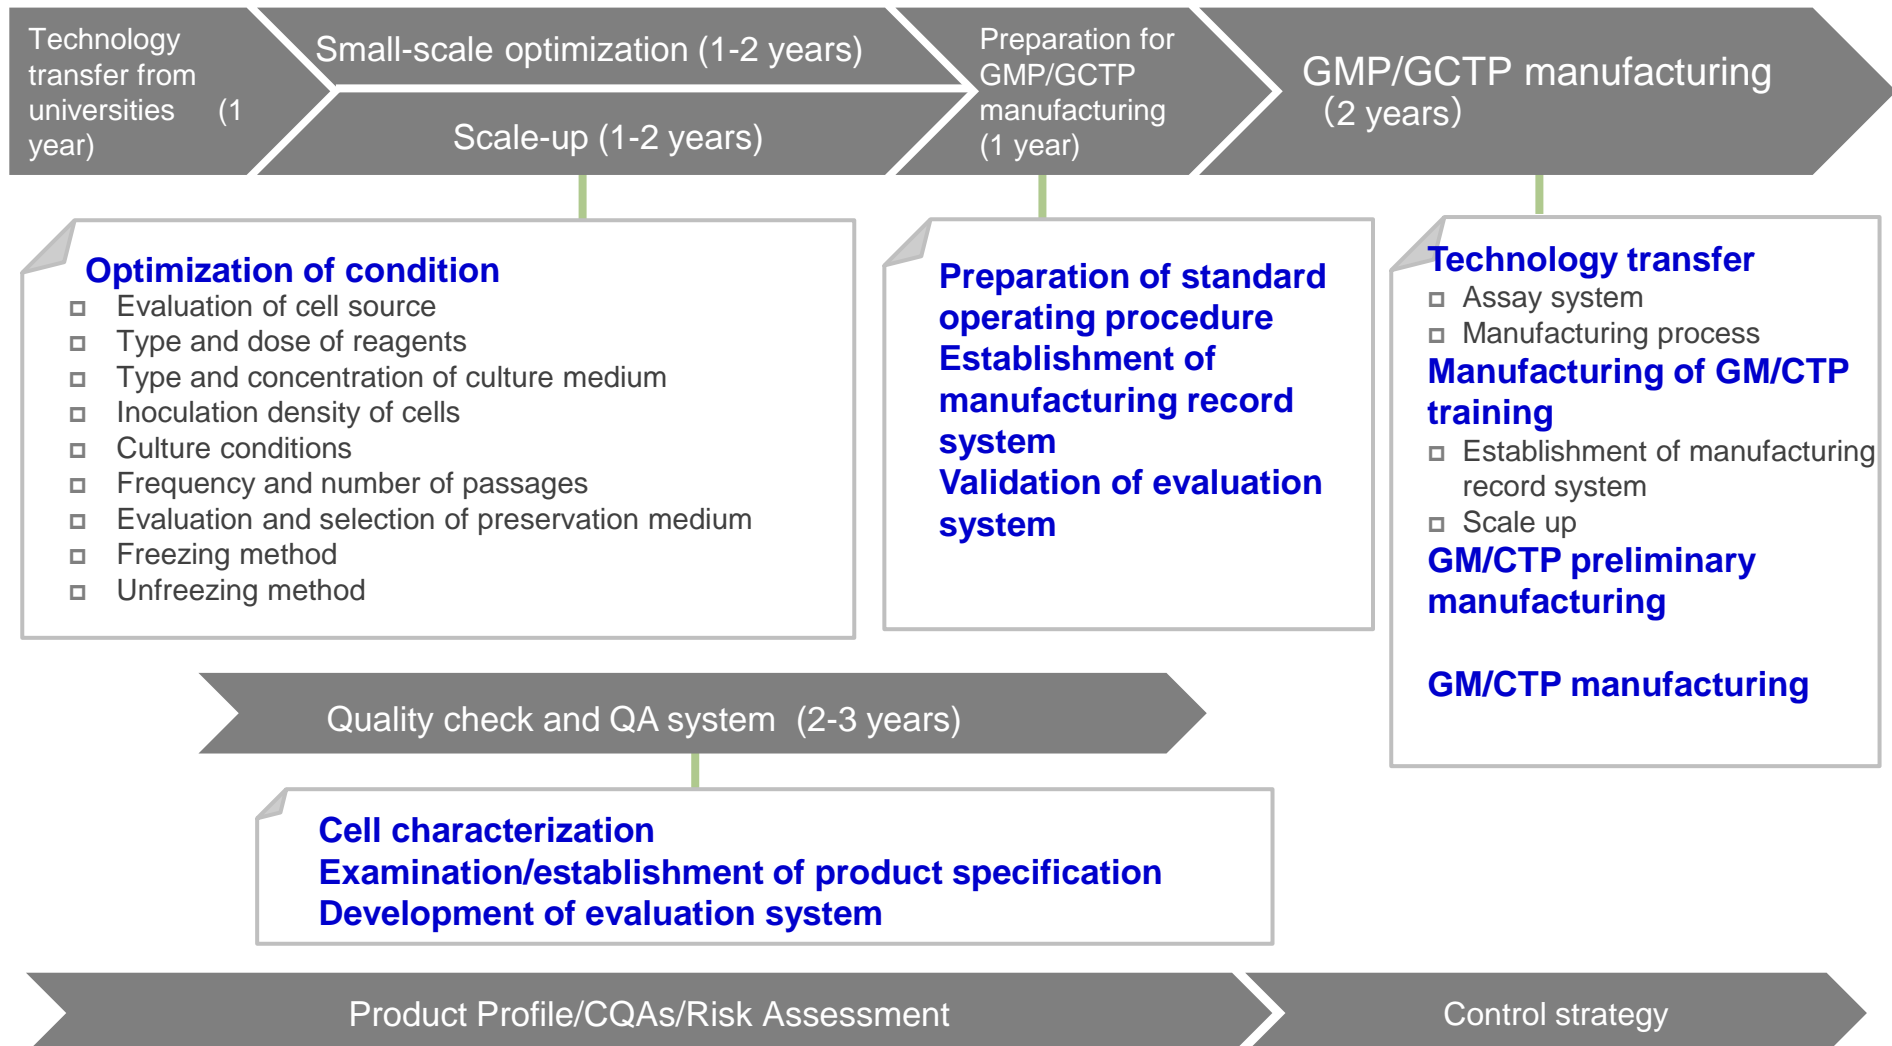 Technology
transfer from
universities (1
year)
Small-scale optimization (1-2 years)
Scale-up (1-2 years)
Preparation for
GMP/GCTP
manufacturing
(1 year)
GMP/GCTP manufacturing
（2 years）
Optimization of condition
Evaluation of cell source
Type and dose of reagents
Type and concentration of culture medium
Inoculation density of cells
Culture conditions
Frequency and number of passages
Evaluation and selection of preservation medium
Freezing method
Unfreezing method
Preparation of standard
operating procedure
Establishment of
manufacturing record
system
Validation of evaluation
system
Technology transfer
Assay system
Manufacturing process
Manufacturing of GM/CTP
training
Establishment of manufacturing
record system
Scale up
GM/CTP preliminary
manufacturing
GM/CTP manufacturing
Quality check and QA system (2-3 years)
Cell characterization
Examination/establishment of product specification
Development of evaluation system
Product Profile/CQAs/Risk Assessment
Control strategy